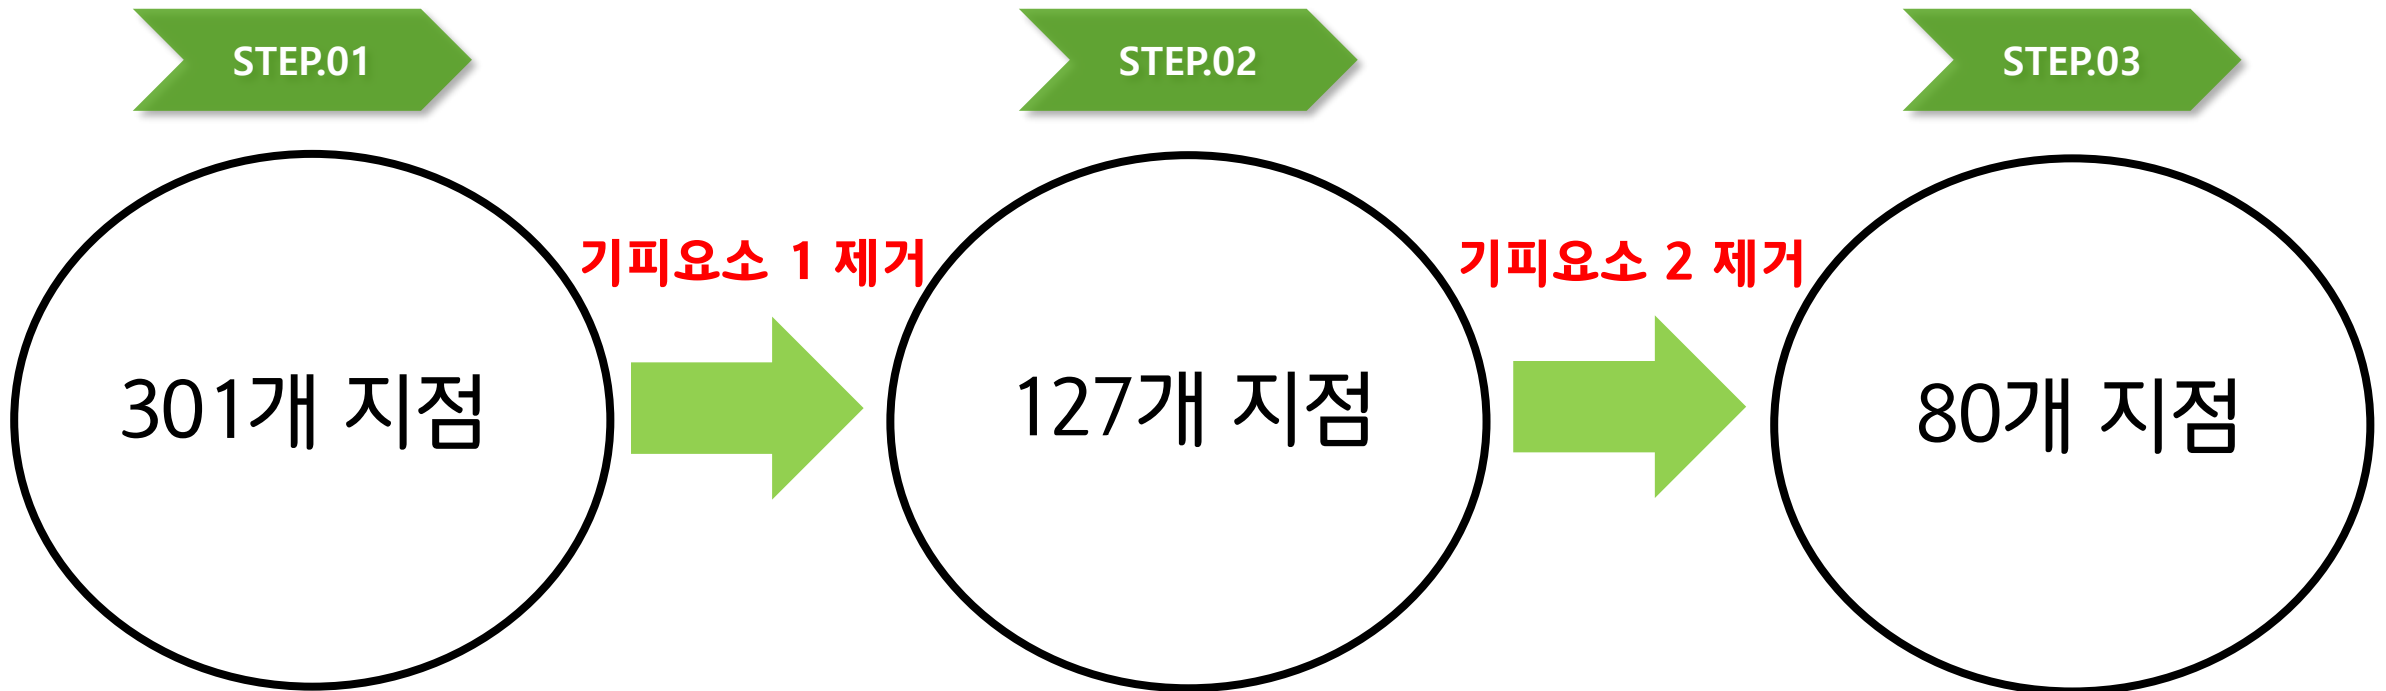 STEP.01
STEP.02
STEP.03
기피요소 1 제거
기피요소 2 제거
301개 지점
127개 지점
80개 지점